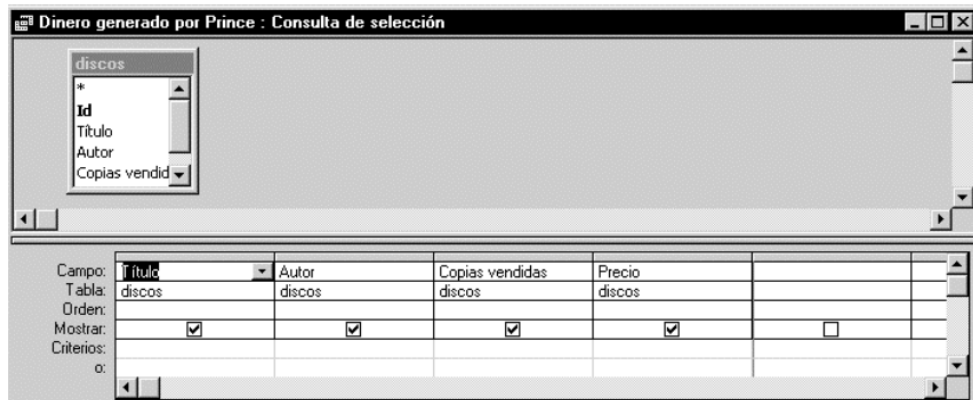 Dinero generado por Prince : Consulta de selección
discos
*
Id
Título
Autor
Copias vendid
Campo: Título Autor Copias vendidas Precio
Tabla: discos discos discos discos
Orden:
Mostrar:
Criterios:
o: